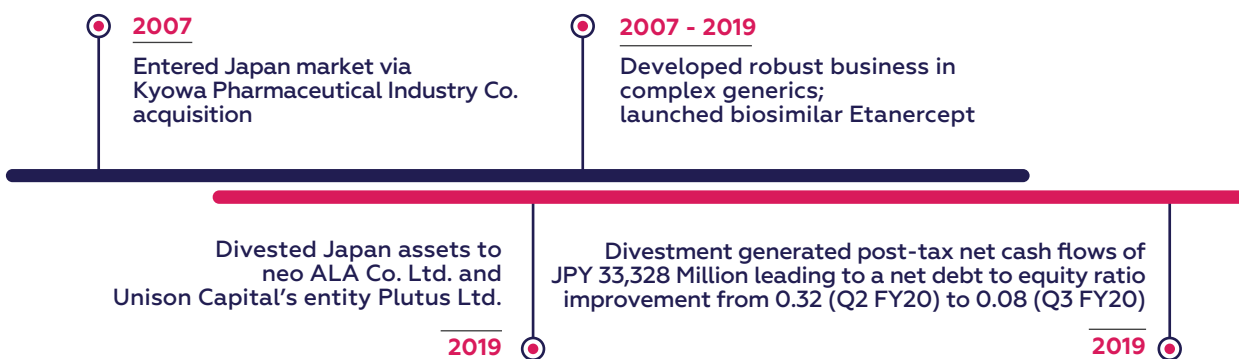 2007
Entered Japan market via
Kyowa Pharmaceutical Industry Co.
acquisition
2007 - 2019
Developed robust business in
complex generics;
launched biosimilar Etanercept
Divested Japan assets to
neo ALA Co. Ltd. and
Unison Capital's entity Plutus Ltd.
2019
Divestment generated post-tax net cash flows of
JPY 33,328 Million leading to a net debt to equity ratio
improvement from 0.32 (Q2 FY20) to 0.08 (Q3 FY20)
2019